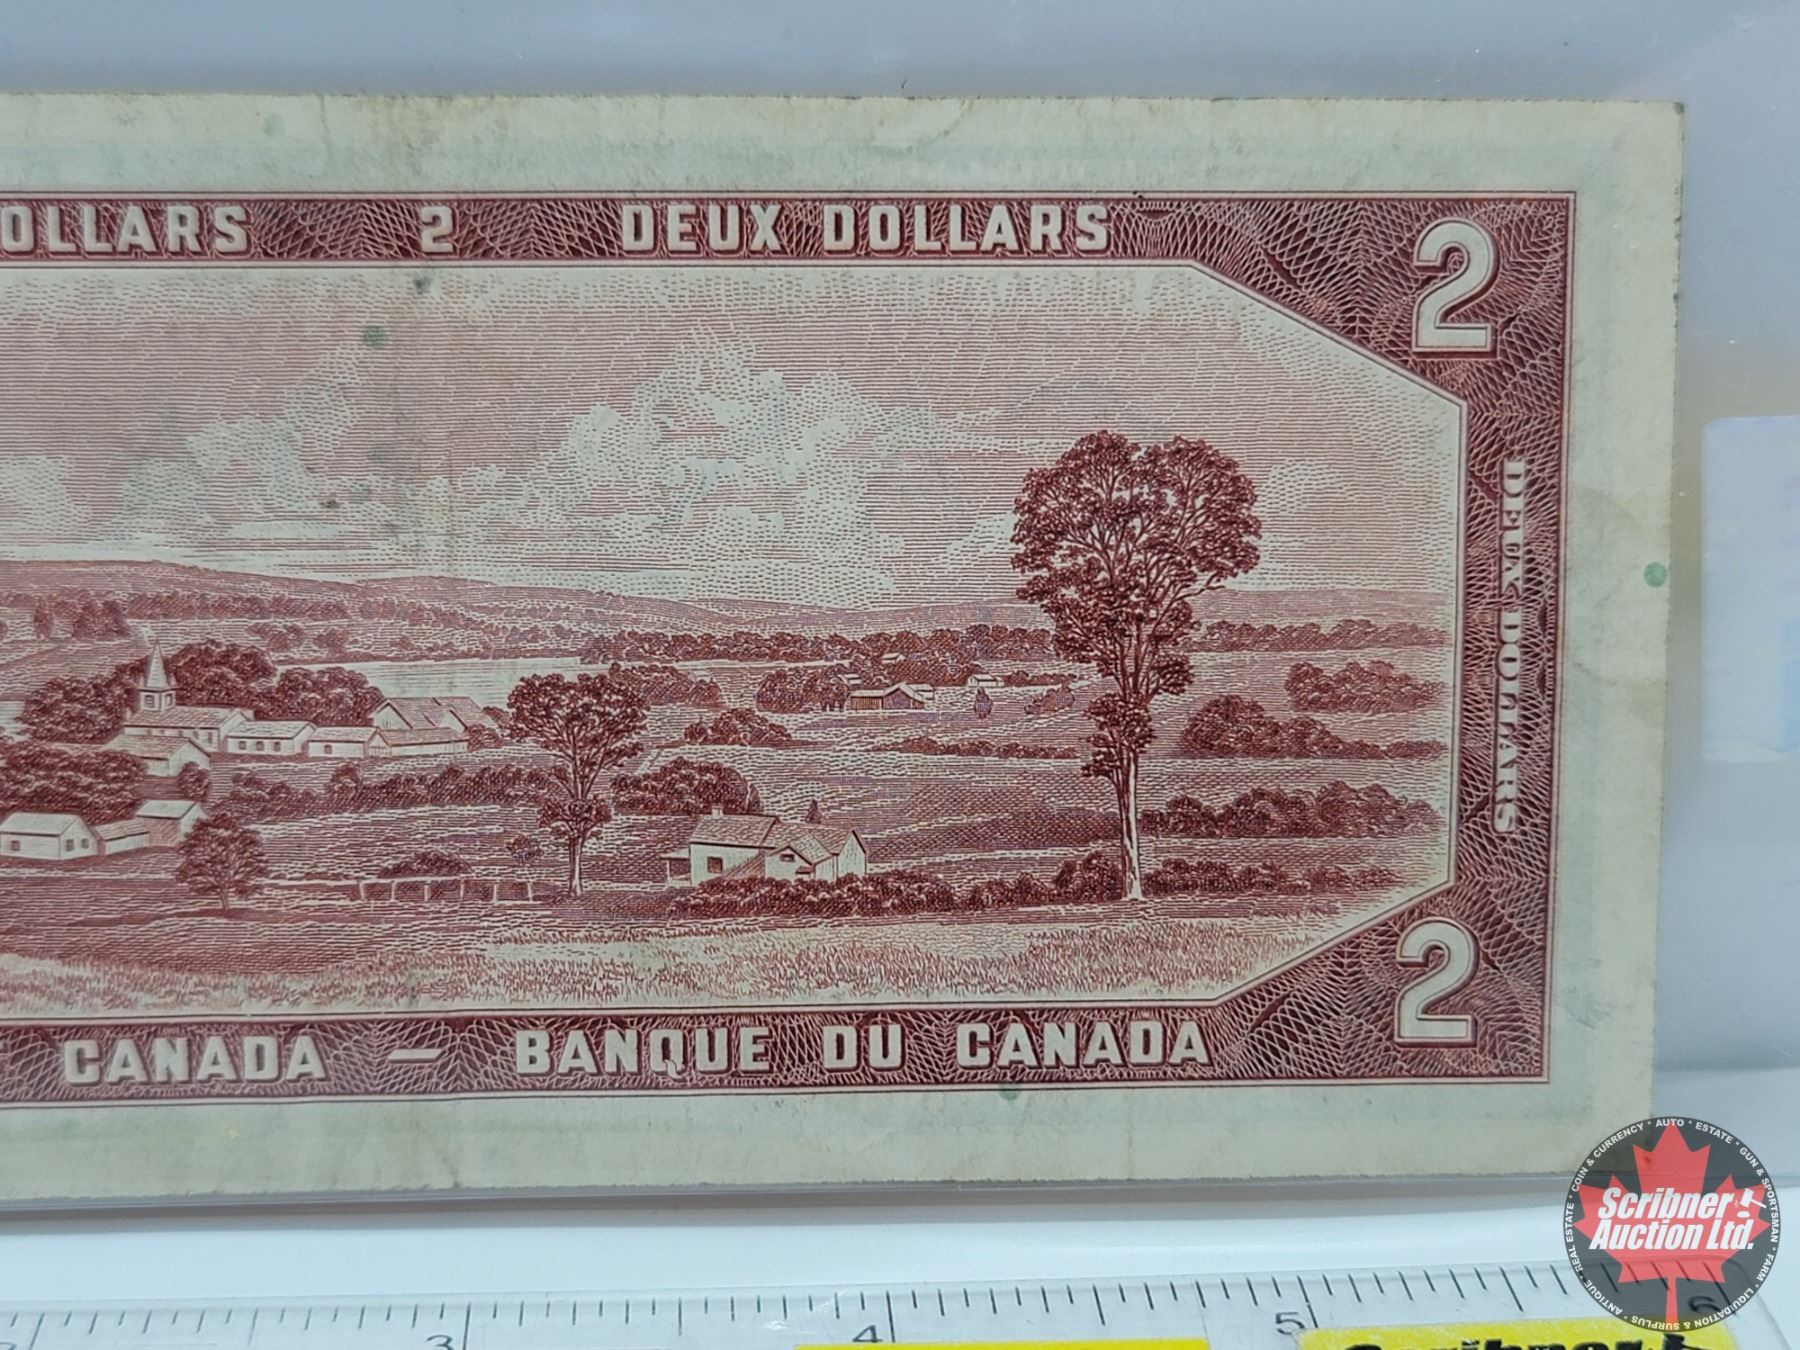 OLLARS 2 DEUX DOLLARS 2
DEUX DOLLARS
2
CANADA — BANQUE DU CANADA
COIN & CURRENCY * AUTO * ESTATE * GUN & SPORTSMAN * FARM * LIQUIDATION & SURPLUS * ANTIQUE * REAL ESTATE *
Scribner
Auction Ltd.
3 4 5 6
Scribner